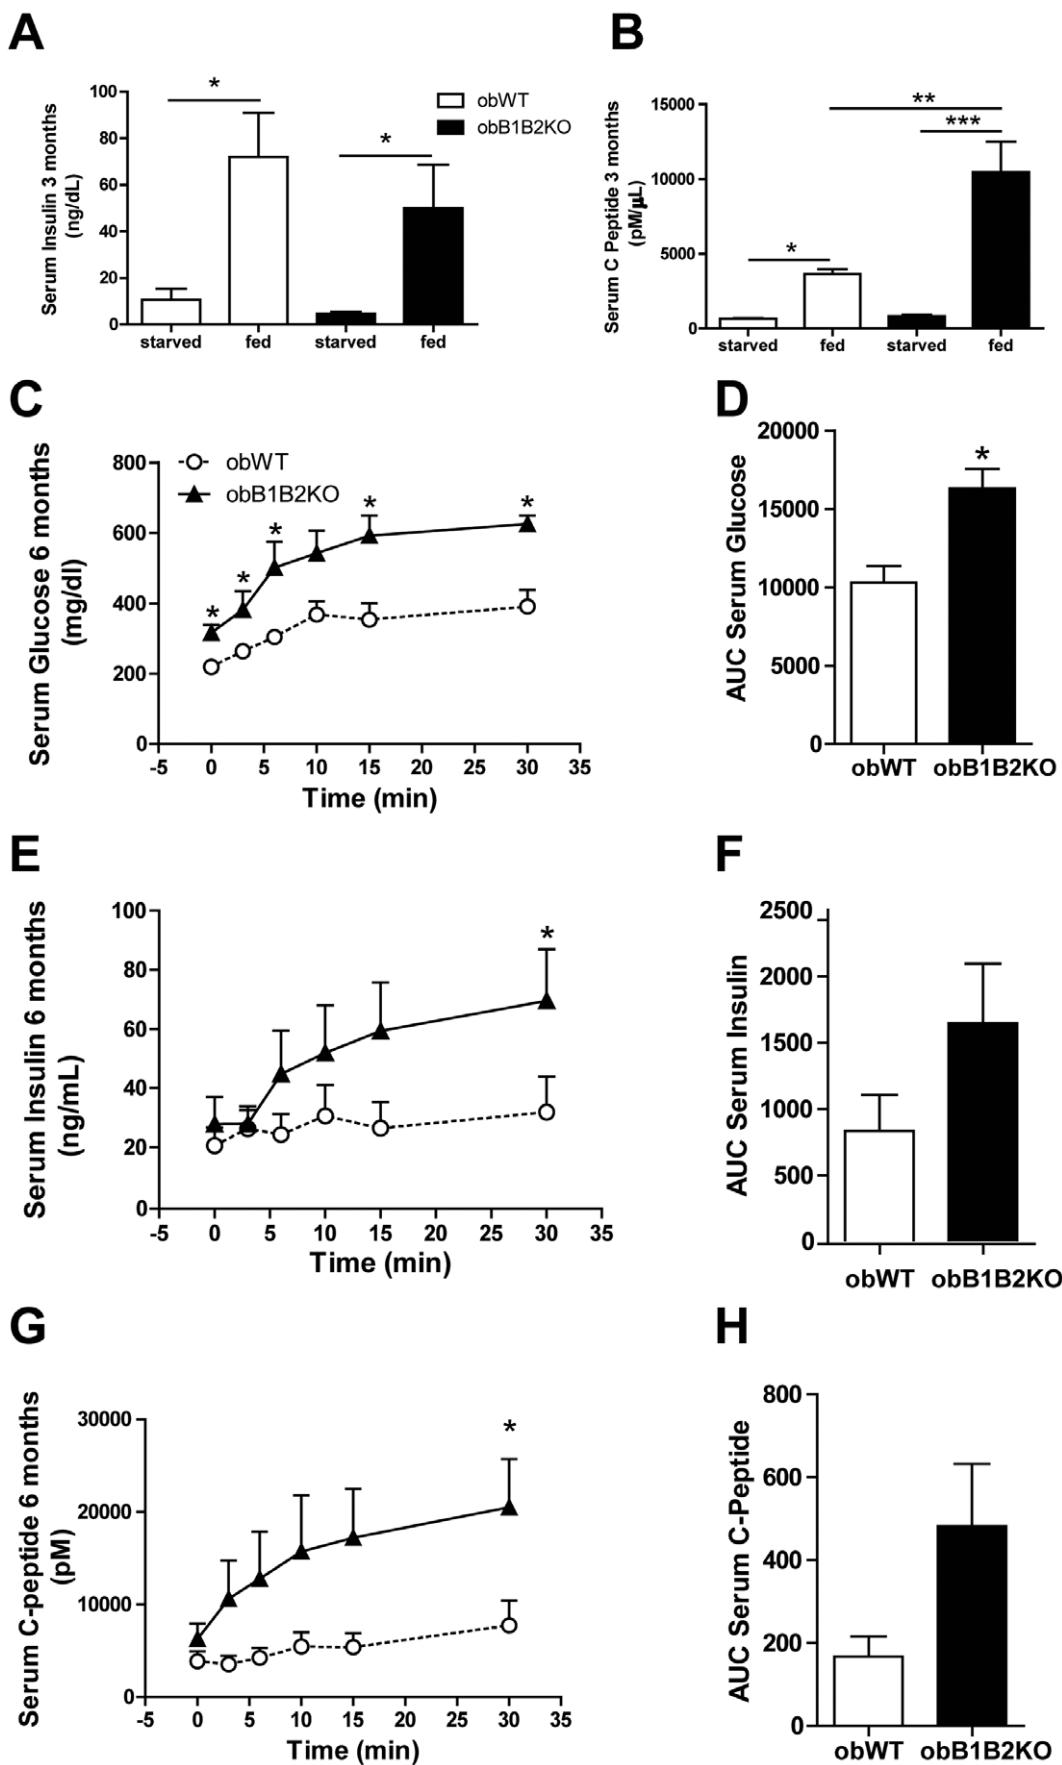 A
B
Serum Insulin 3 months
(ng/dL)
100
80
60
40
20
0
*
*
obWT
obB1B2KO
starved
fed
starved
fed
Serum C Peptide 3 months
(pM/µL)
15000
10000
5000
0
**
***
*
starved
fed
starved
fed
C
D
Serum Glucose 6 months
(mg/dl)
800
600
400
200
0
obWT
obB1B2KO
*
*
*
*
*
-5 0 5 10 15 20 25 30 35
Time (min)
AUC Serum Glucose
20000
15000
10000
5000
0
*
obWT
obB1B2KO
E
F
Serum Insulin 6 months
(ng/mL)
100
80
60
40
20
0
*
-5 0 5 10 15 20 25 30 35
Time (min)
AUC Serum Insulin
2500
2000
1500
1000
500
0
obWT
obB1B2KO
G
H
Serum C-peptide 6 months
(pM)
30000
20000
10000
0
*
-5 0 5 10 15 20 25 30 35
Time (min)
AUC Serum C-Peptide
800
600
400
200
0
obWT
obB1B2KO